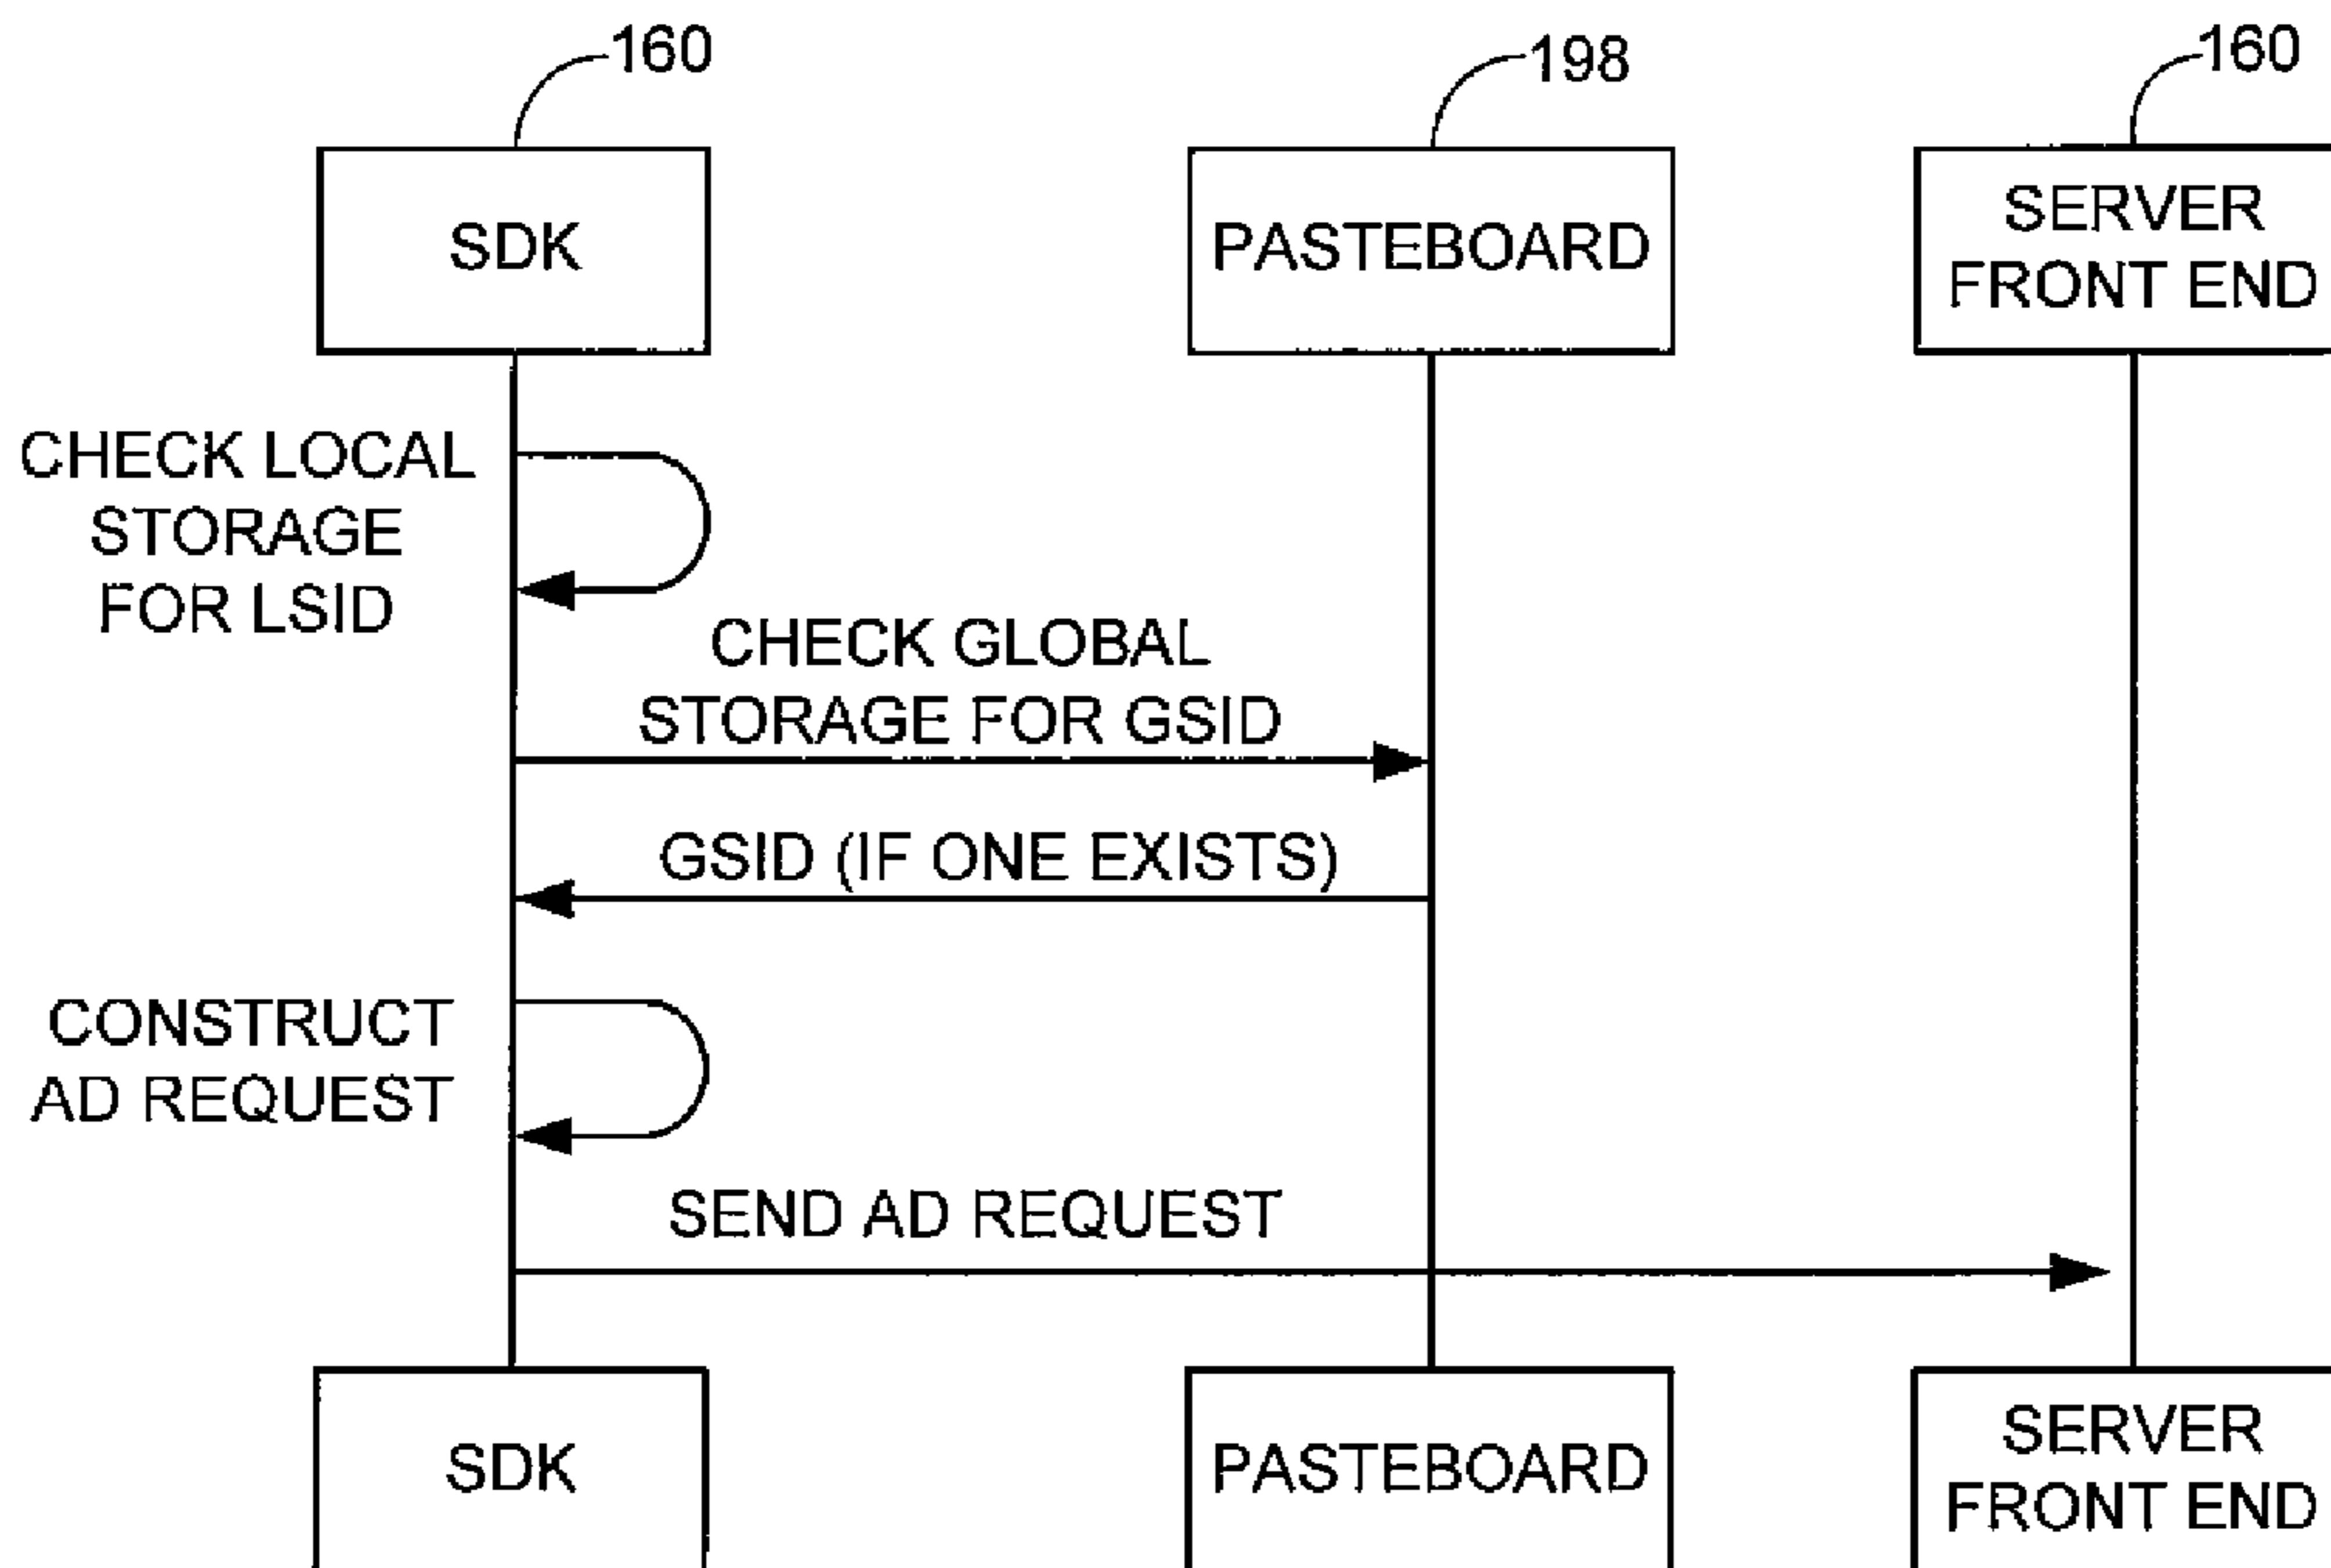 160
198
160
SDK
PASTEBOARD
SERVER
FRONT END
CHECK LOCAL
STORAGE
FOR LSID
CHECK GLOBAL
STORAGE FOR GSID
GSID (IF ONE EXISTS)
CONSTRUCT
AD REQUEST
SEND AD REQUEST
SDK
PASTEBOARD
SERVER
FRONT END